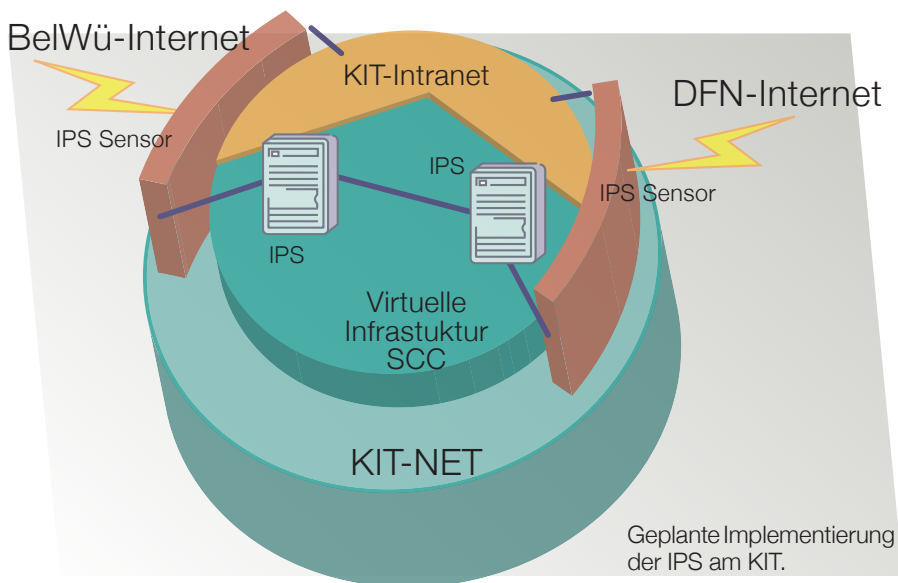 BelWü-Internet
KIT-Intranet
DFN-Internet
IPS Sensor
IPS
IPS Sensor
IPS
Virtuelle
Infrastuktur
SCC
KIT-NET
Geplante Implementierung
der IPS am KIT.